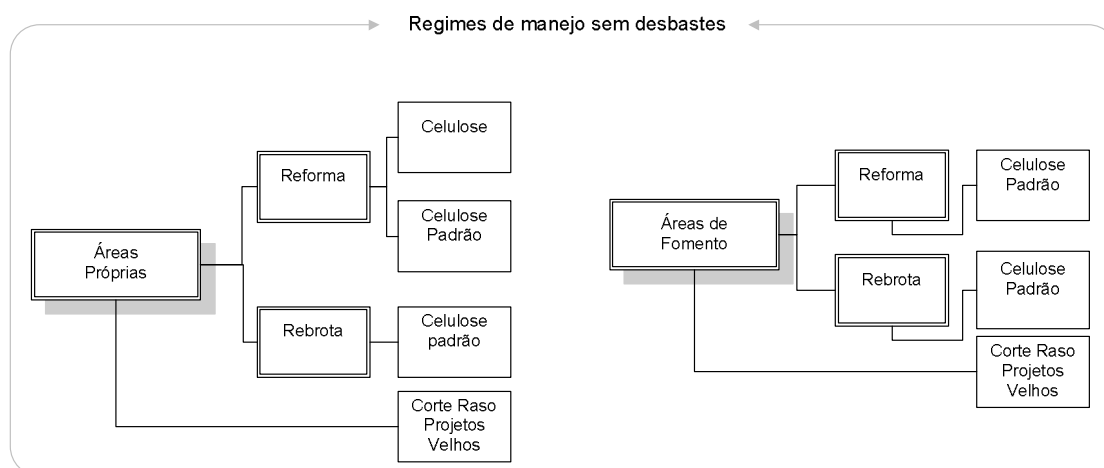 Regimes de manejo sem desbastes
Áreas
Próprias
Reforma
Celulose
Celulose
Padrão
Rebrota
Celulose
padrão
Corte Raso
Projetos
Velhos
Áreas de
Fomento
Reforma
Celulose
Padrão
Rebrota
Celulose
Padrão
Corte Raso
Projetos
Velhos